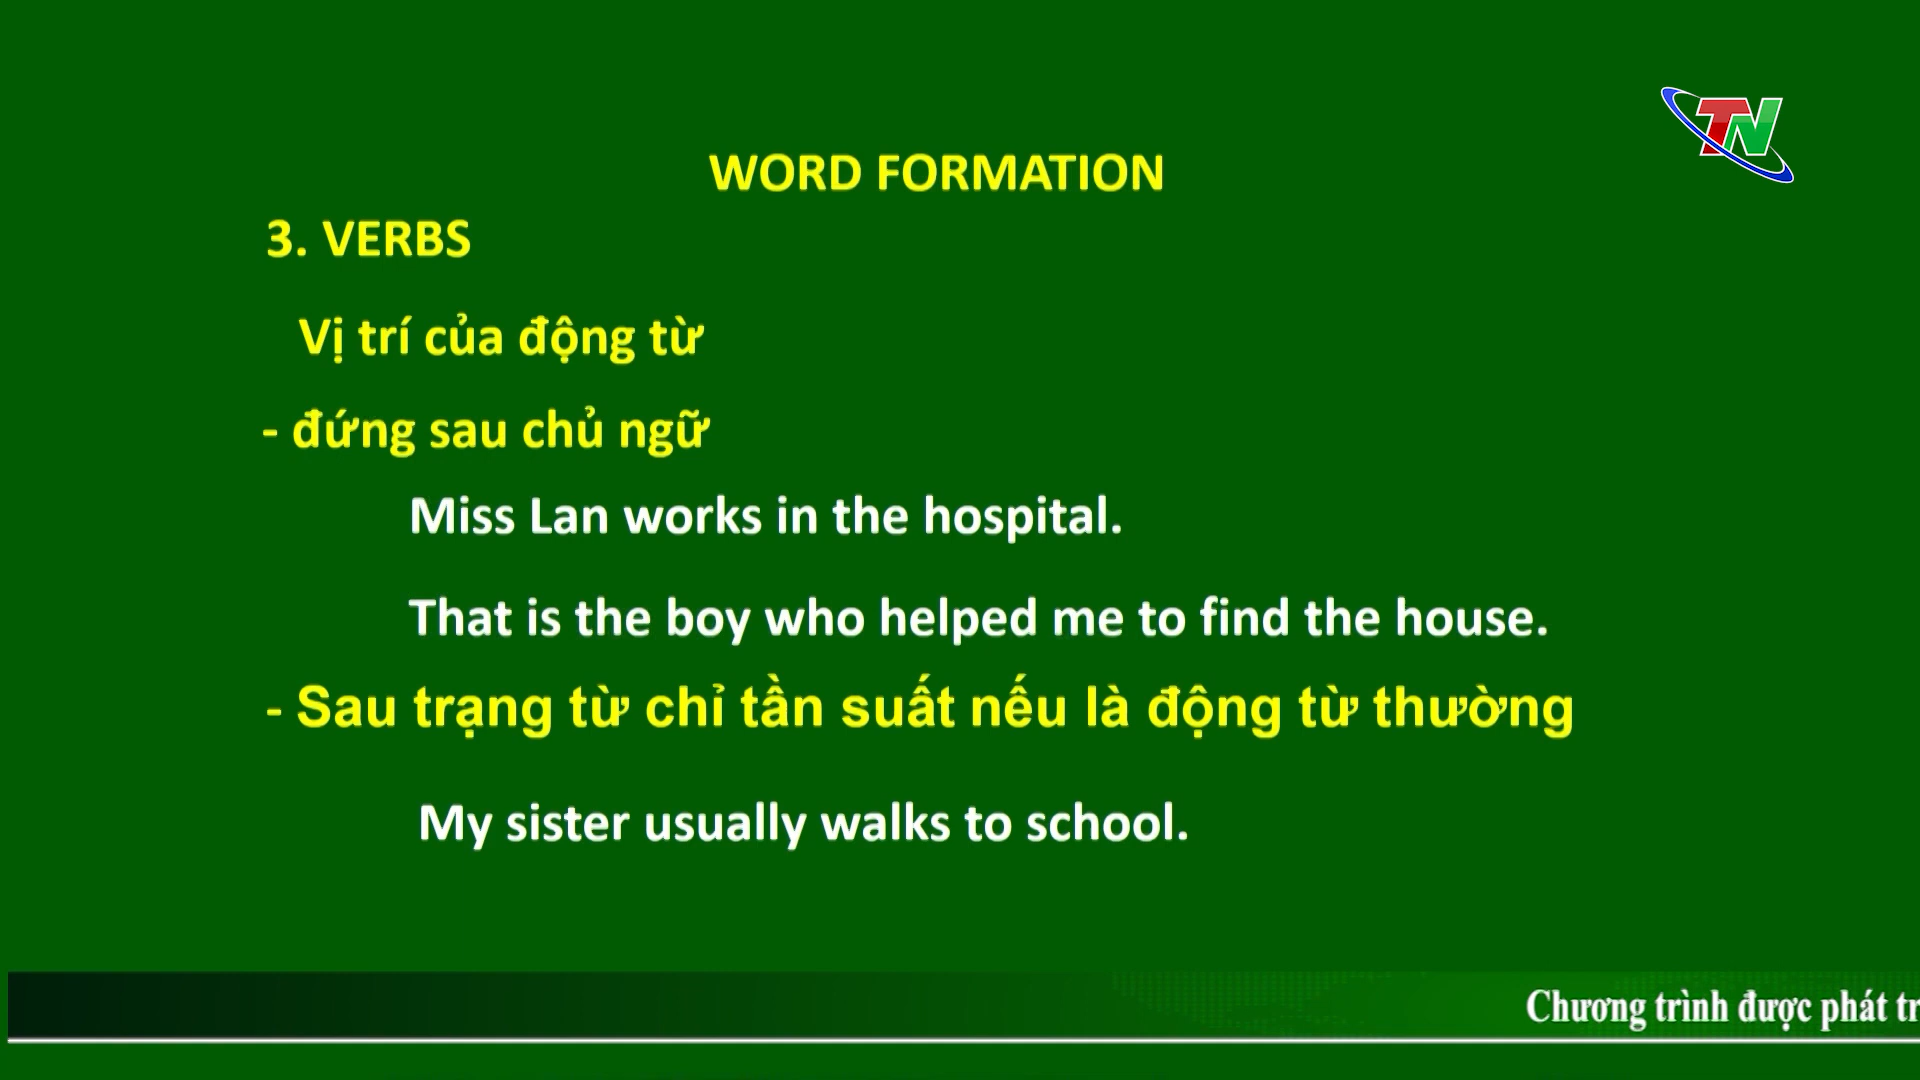 TN
WORD FORMATION
3. VERBS
Vị trí của động từ
- đứng sau chủ ngữ
Miss Lan works in the hospital.
That is the boy who helped me to find the house.
- Sau trạng từ chỉ tần suất nếu là động từ thường
My sister usually walks to school.
Chương trình được phát tr